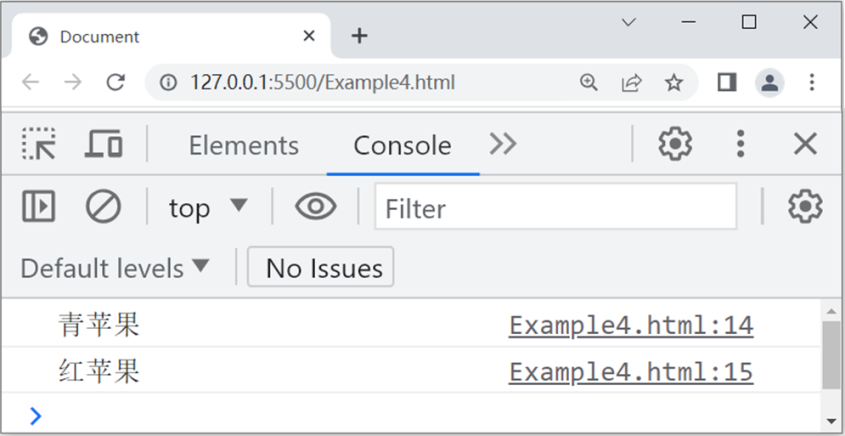 Document
127.0.0.1:5500/Example4.html
Elements Console
top Filter
Default levels No Issues
青苹果 Example4.html:14
红苹果 Example4.html:15